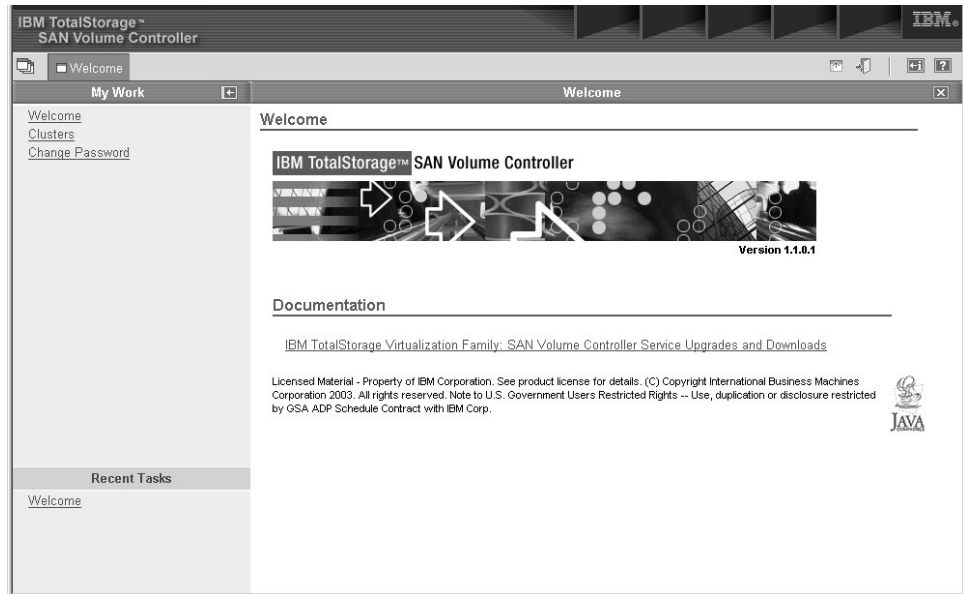 IBM TotalStorage™
SAN Volume Controller
IBM®
Welcome
My Work
Welcome
Welcome
Clusters
Change Password
Welcome
IBM TotalStorage™ SAN Volume Controller
Version 1.1.0.1
Documentation
IBM TotalStorage Virtualization Family: SAN Volume Controller Service Upgrades and Downloads
Licensed Material - Property of IBM Corporation. See product license for details. (C) Copyright International Business Machines
Corporation 2003. All rights reserved. Note to U.S. Government Users Restricted Rights -- Use, duplication or disclosure restricted
by GSA ADP Schedule Contract with IBM Corp.
JAVA
Recent Tasks
Welcome